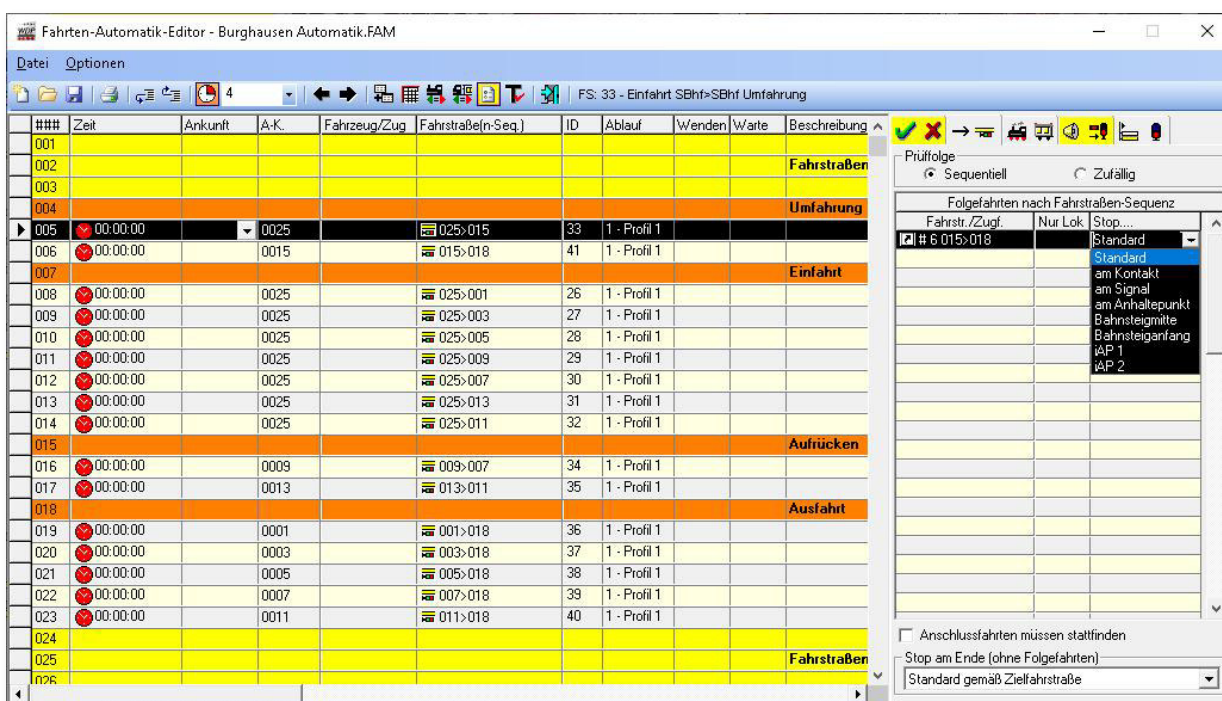 Fahrten-Automatik-Editor - Burghausen Automatik.FAM
Datei Optionen
4 FS: 33 - Einfahrt SBhf>SBhf Umfahrung
### Zeit Ankunft A-K. Fahrzeug/Zug Fahrstraße(n-Seq.) ID Ablauf Wenden Warte Beschreibung
001
002 Fahrstraßen
003
004 Umfahrung
005 00:00:00 0025 025>015 33 1 - Profil 1
006 00:00:00 0015 015>018 41 1 - Profil 1
007 Einfahrt
008 00:00:00 0025 025>001 26 1 - Profil 1
009 00:00:00 0025 025>003 27 1 - Profil 1
010 00:00:00 0025 025>005 28 1 - Profil 1
011 00:00:00 0025 025>009 29 1 - Profil 1
012 00:00:00 0025 025>007 30 1 - Profil 1
013 00:00:00 0025 025>013 31 1 - Profil 1
014 00:00:00 0025 025>011 32 1 - Profil 1
015 Aufrücken
016 00:00:00 0009 009>007 34 1 - Profil 1
017 00:00:00 0013 013>011 35 1 - Profil 1
018 Ausfahrt
019 00:00:00 0001 001>018 36 1 - Profil 1
020 00:00:00 0003 003>018 37 1 - Profil 1
021 00:00:00 0005 005>018 38 1 - Profil 1
022 00:00:00 0007 007>018 39 1 - Profil 1
023 00:00:00 0011 011>018 40 1 - Profil 1
024
025 Fahrstraßen
026
Prüffolge
Sequentiell Zufällig
Folgefahrten nach Fahrstraßen-Sequenz
Fahrstr./Zugf. Nur Lok Stop....
# 6 015>018 Standard
Standard
am Kontakt
am Signal
am Anhaltepunkt
Bahnsteigmitte
Bahnsteiganfang
iAP 1
iAP 2
Anschlussfahrten müssen stattfinden
Stop am Ende (ohne Folgefahrten)
Standard gemäß Zielfahrstraße